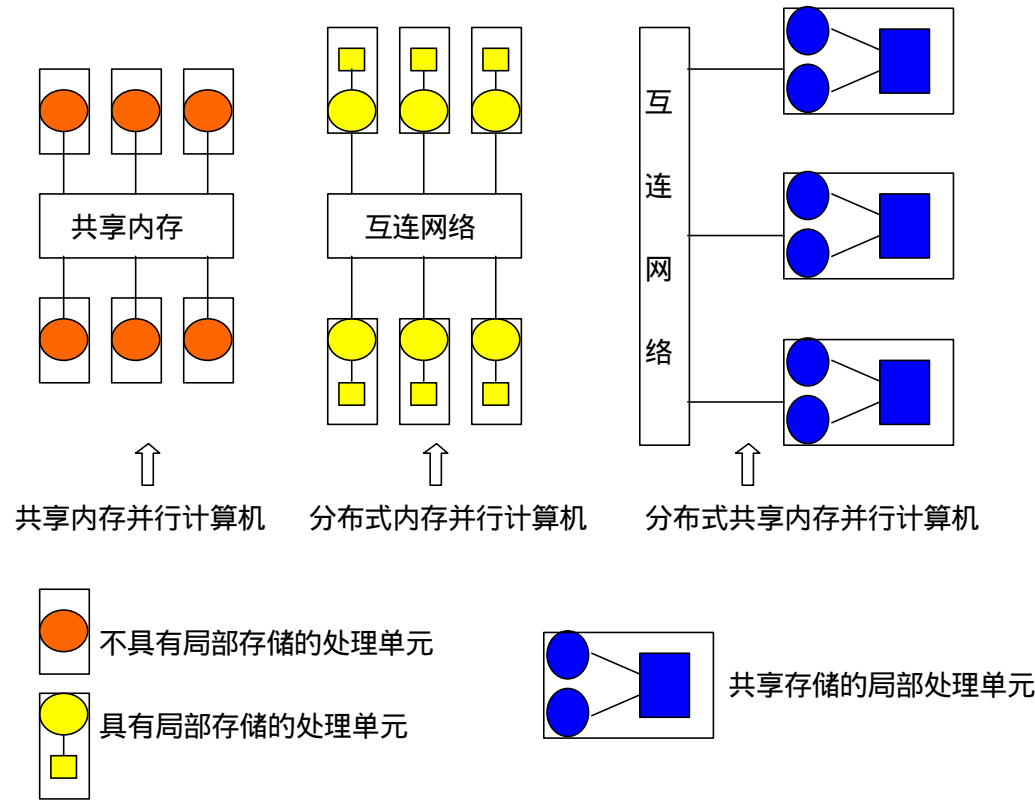 共享内存
互连网络
互连网络
共享内存并行计算机
分布式内存并行计算机
分布式共享内存并行计算机
不具有局部存储的处理单元
具有局部存储的处理单元
共享存储的局部处理单元